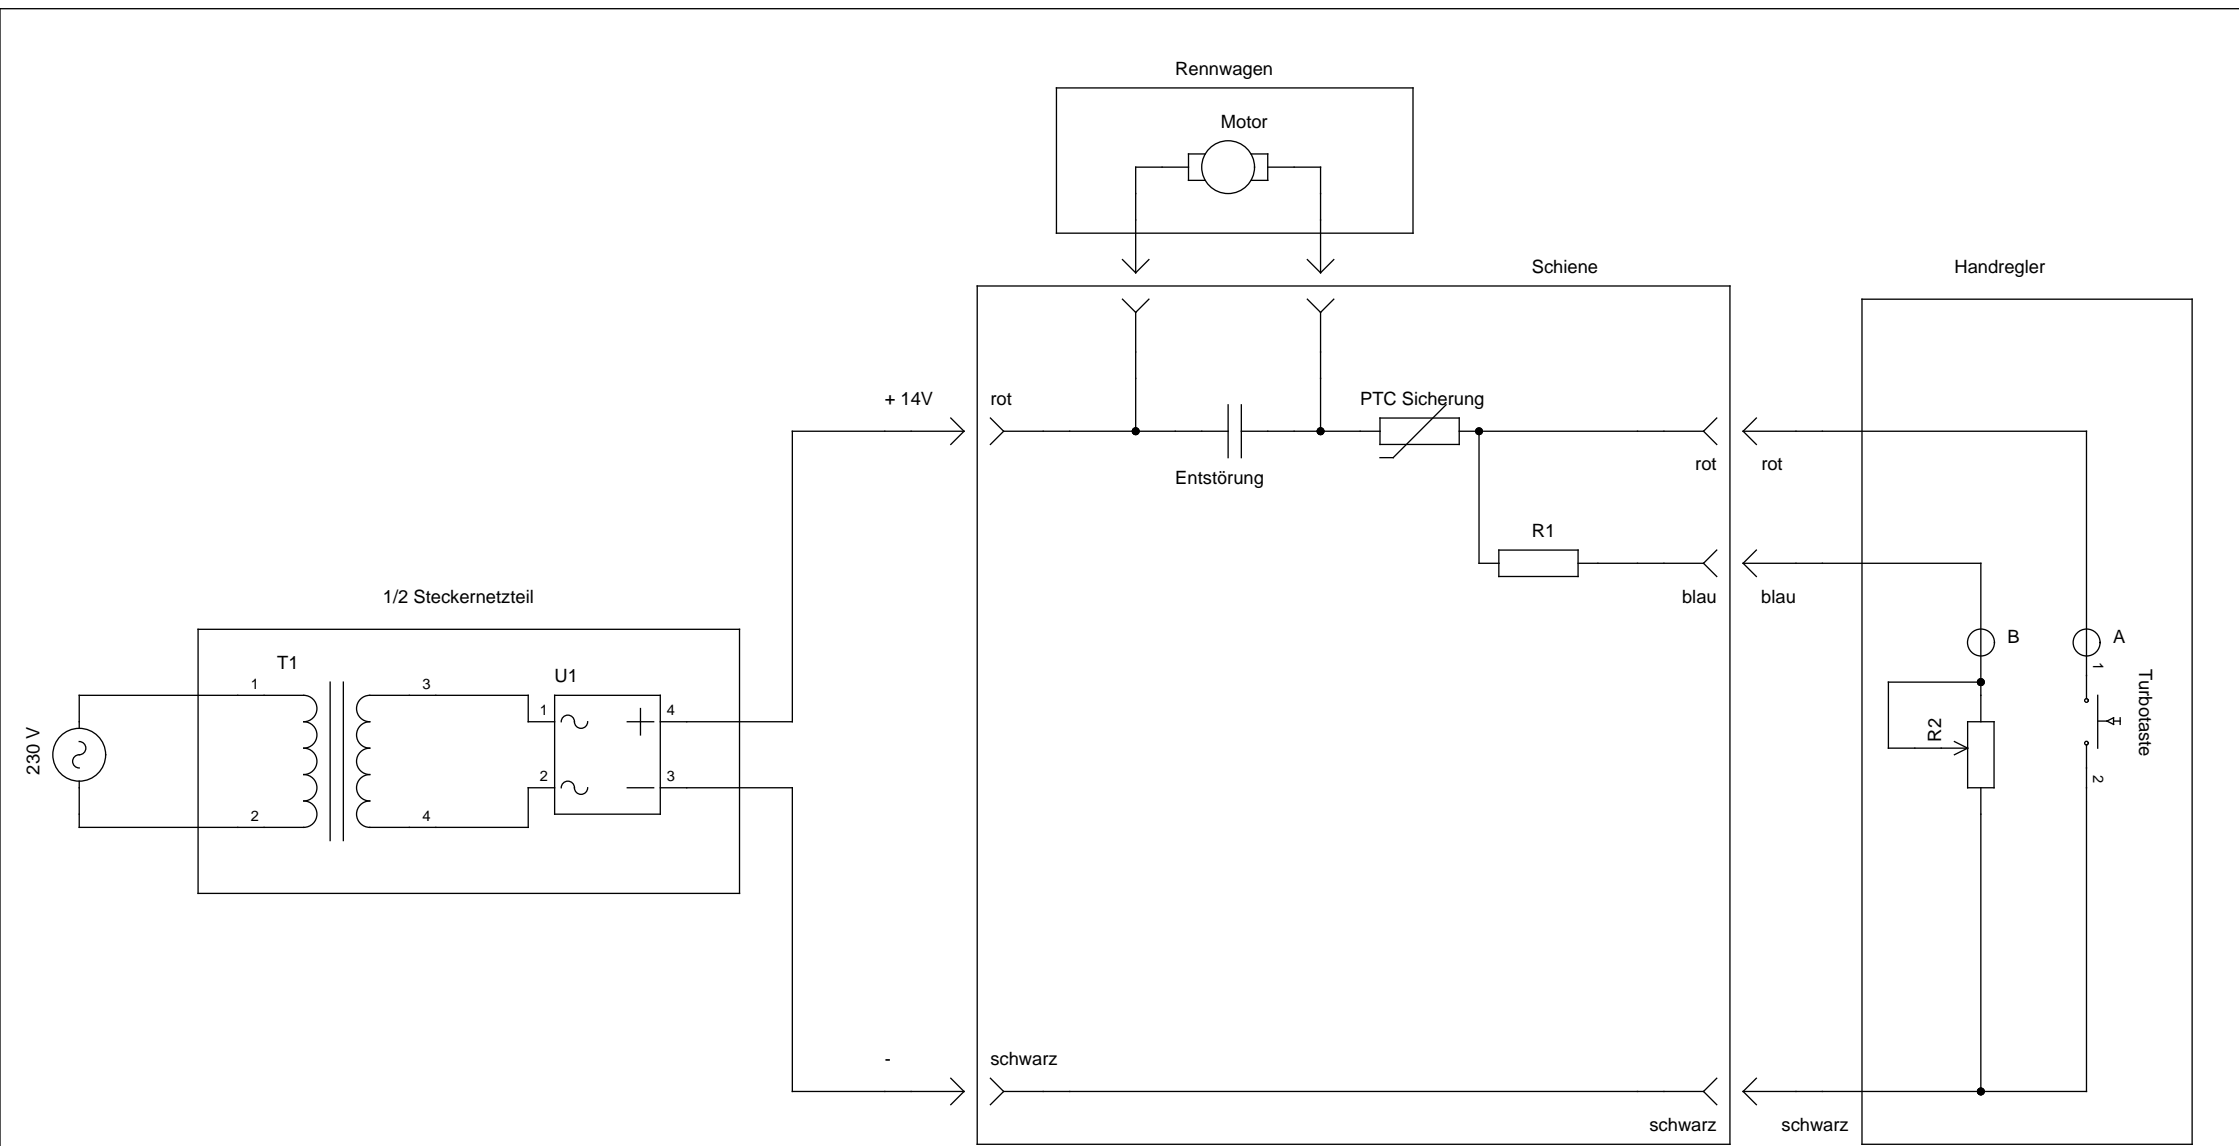 Rennwagen
Motor
Schiene
Handregler
+ 14V
rot
PTC Sicherung
rot
rot
Entstörung
R1
blau
blau
1/2 Steckernetzteil
B
A
T1
U1
1
3
1
4
1
Turbotaste
230 V
R2
2
3
2
2
4
-
schwarz
schwarz
schwarz